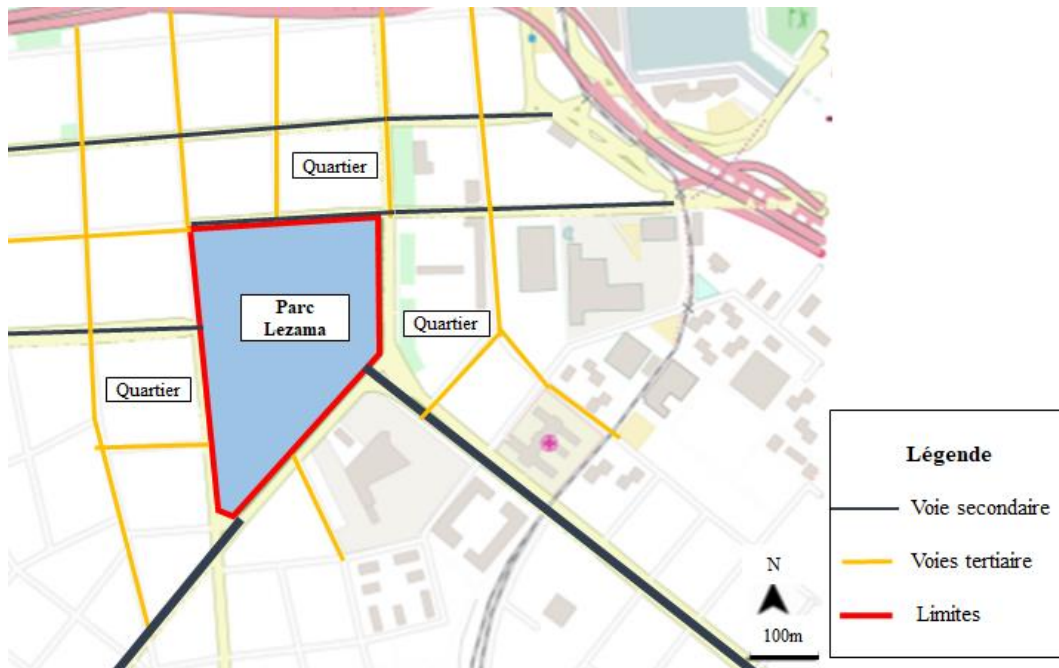 Quartier
Parc
Lezama
Quartier
Quartier
Légende
Voie secondaire
Voies tertiaire
Limites
N
100m